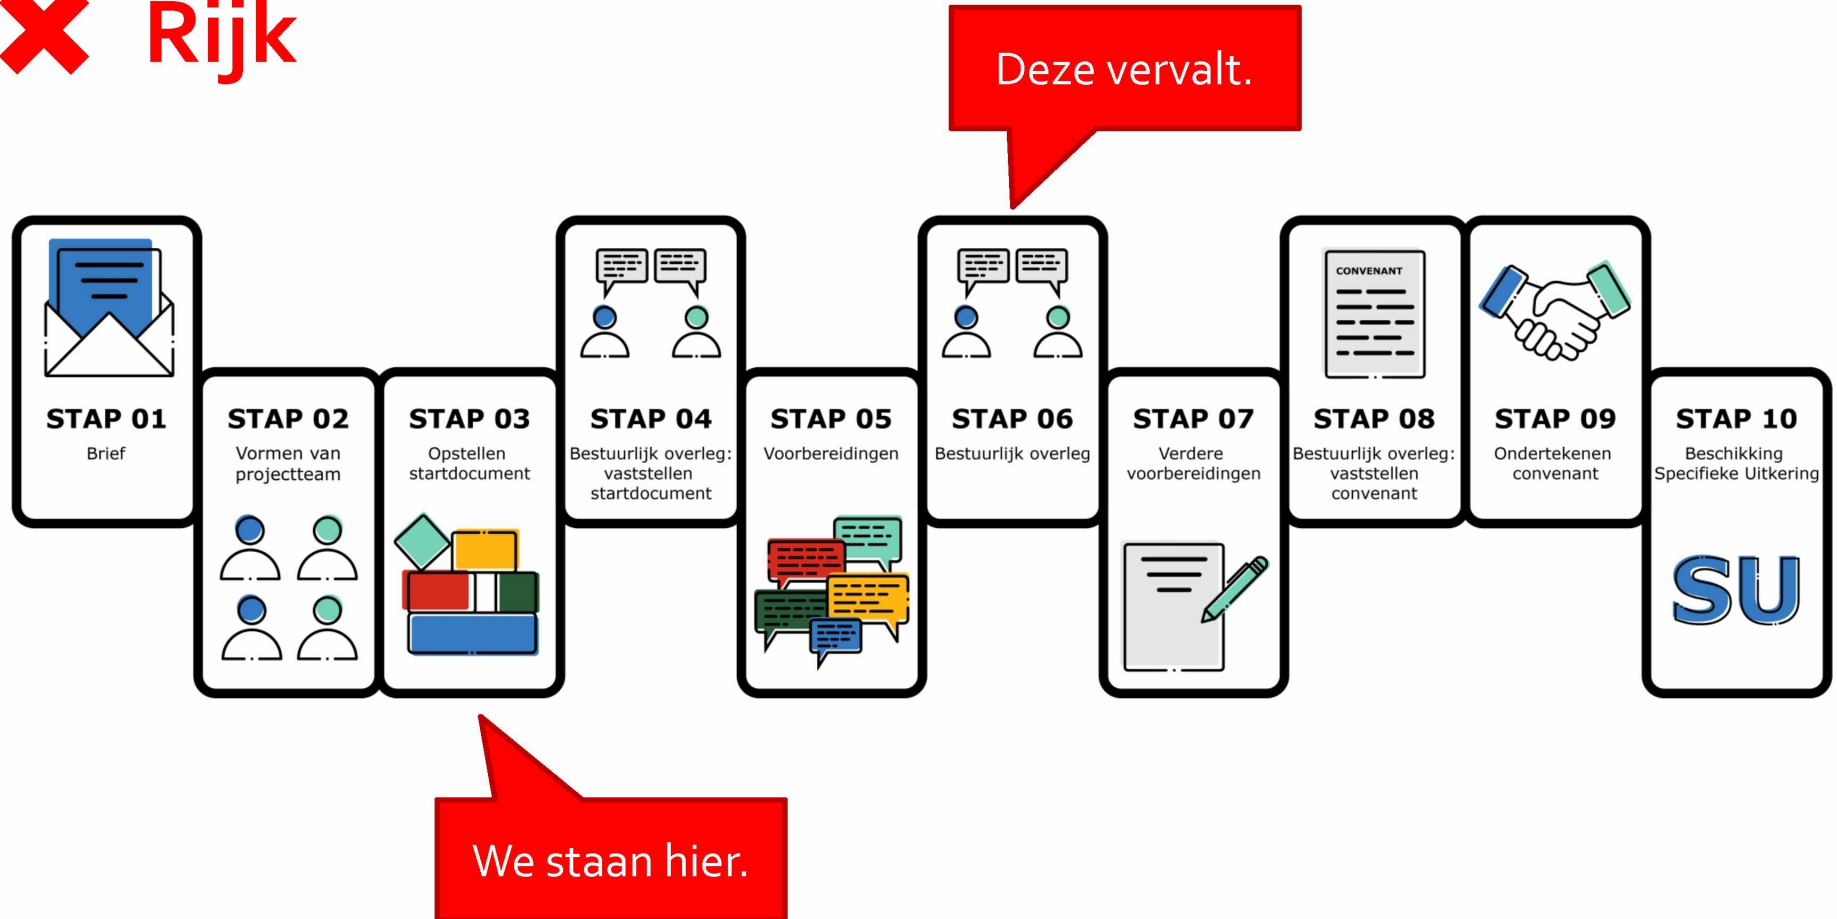 Rijk
Deze vervalt.
STAP 01
Brief
STAP 02
Vormen van
projectteam
STAP 03
Opstellen
startdocument
STAP 04
Bestuurlijk overleg:
vaststellen
startdocument
STAP 05
Voorbereidingen
STAP 06
Bestuurlijk overleg
STAP 07
Verdere
voorbereidingen
CONVENANT
STAP 08
Bestuurlijk overleg:
vaststellen
convenant
STAP 09
Ondertekenen
convenant
STAP 10
Beschikking
Specifieke Uitkering
SU
We staan hier.